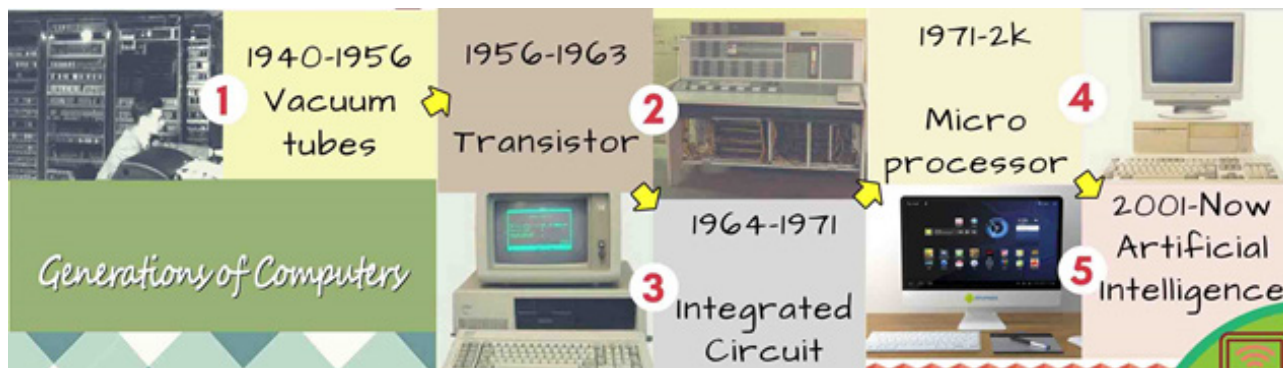 1940-1956
Vacuum
tubes
1
1956-1963
Transistor
2
1964-1971
Integrated
Circuit
3
1971-2k
Micro
processor
4
2001-Now
Artificial
Intelligence
5
Generations of Computers